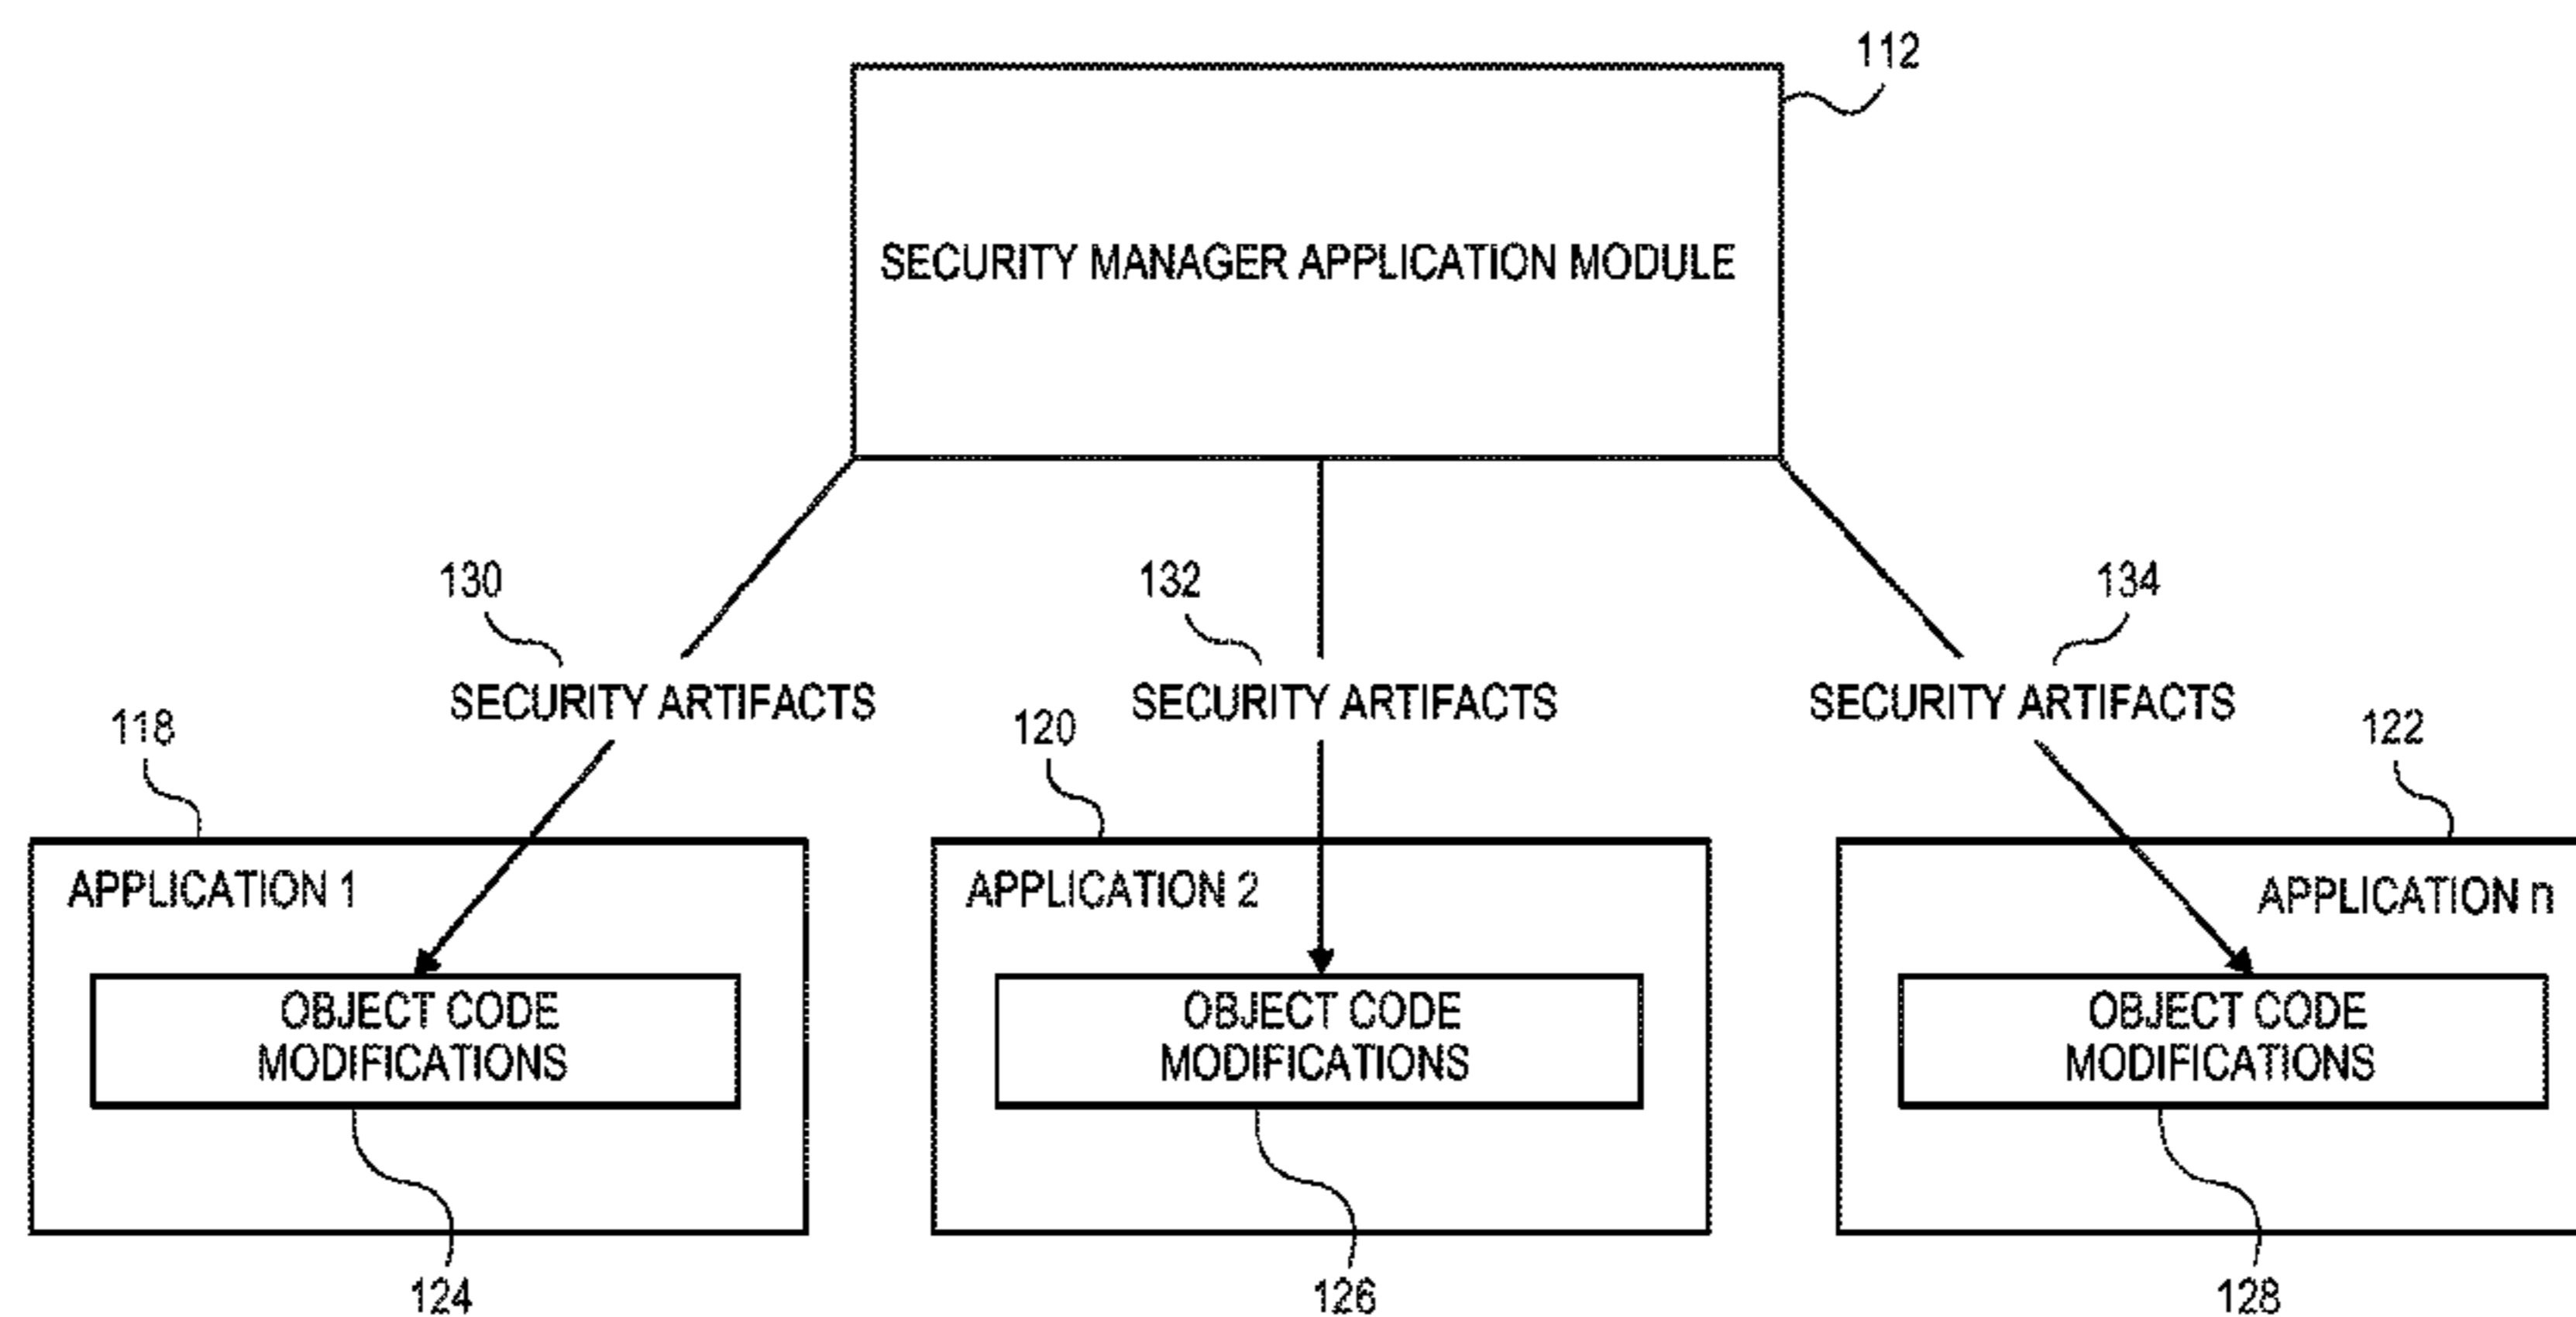 112
SECURITY MANAGER APPLICATION MODULE
130
132
134
SECURITY ARTIFACTS
SECURITY ARTIFACTS
SECURITY ARTIFACTS
118
120
122
APPLICATION 1
APPLICATION 2
APPLICATION n
OBJECT CODE
MODIFICATIONS
OBJECT CODE
MODIFICATIONS
OBJECT CODE
MODIFICATIONS
124
126
128